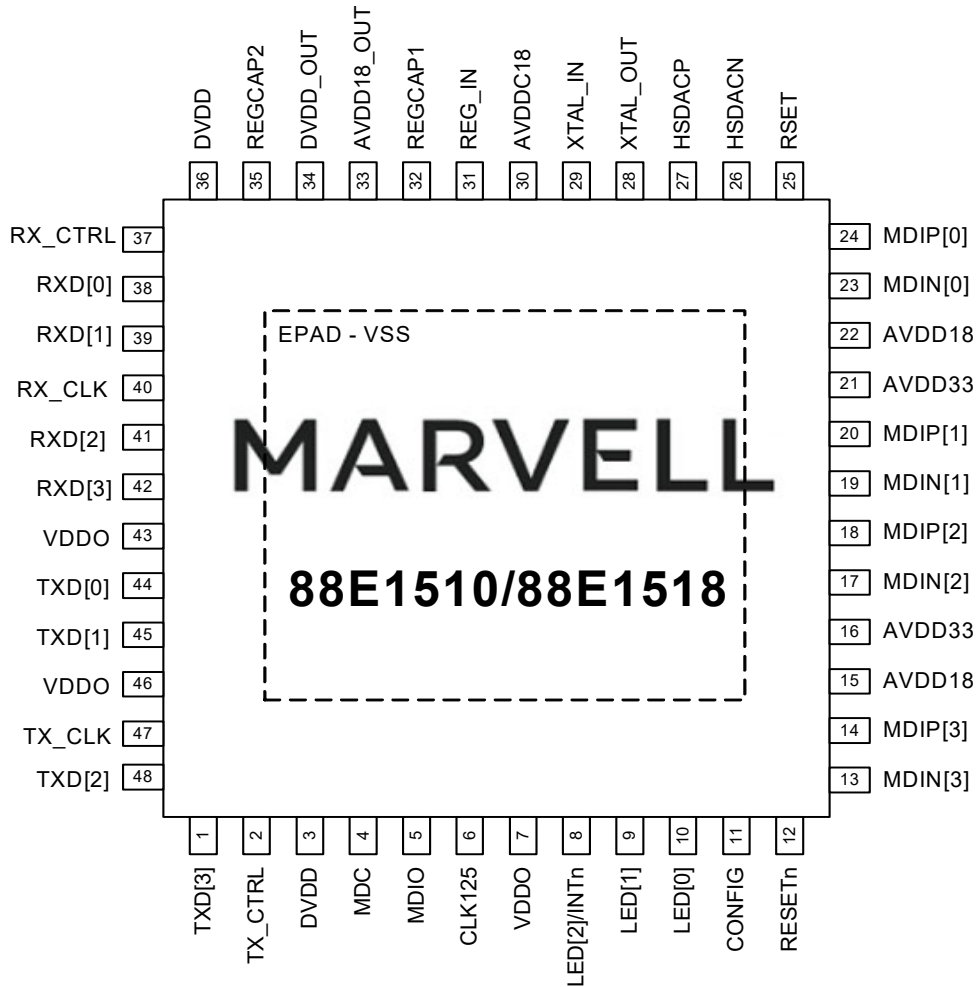 DVDD
REGCAP2
DVDD_OUT
AVDD18_OUT
REGCAP1
REG_IN
AVDDC18
XTAL_IN
XTAL_OUT
HSDACP
HSDACN
RSET
36
35
34
33
32
31
30
29
28
27
26
25
RX_CTRL 37
RXD[0] 38
RXD[1] 39
RX_CLK 40
RXD[2] 41
RXD[3] 42
VDDO 43
TXD[0] 44
TXD[1] 45
VDDO 46
TX_CLK 47
TXD[2] 48
EPAD - VSS
MARVELL
88E1510/88E1518
24 MDIP[0]
23 MDIN[0]
22 AVDD18
21 AVDD33
20 MDIP[1]
19 MDIN[1]
18 MDIP[2]
17 MDIN[2]
16 AVDD33
15 AVDD18
14 MDIP[3]
13 MDIN[3]
1
2
3
4
5
6
7
8
9
10
11
12
TXD[3]
TX_CTRL
DVDD
MDC
MDIO
CLK125
VDDO
LED[2]/INTn
LED[1]
LED[0]
CONFIG
RESETn